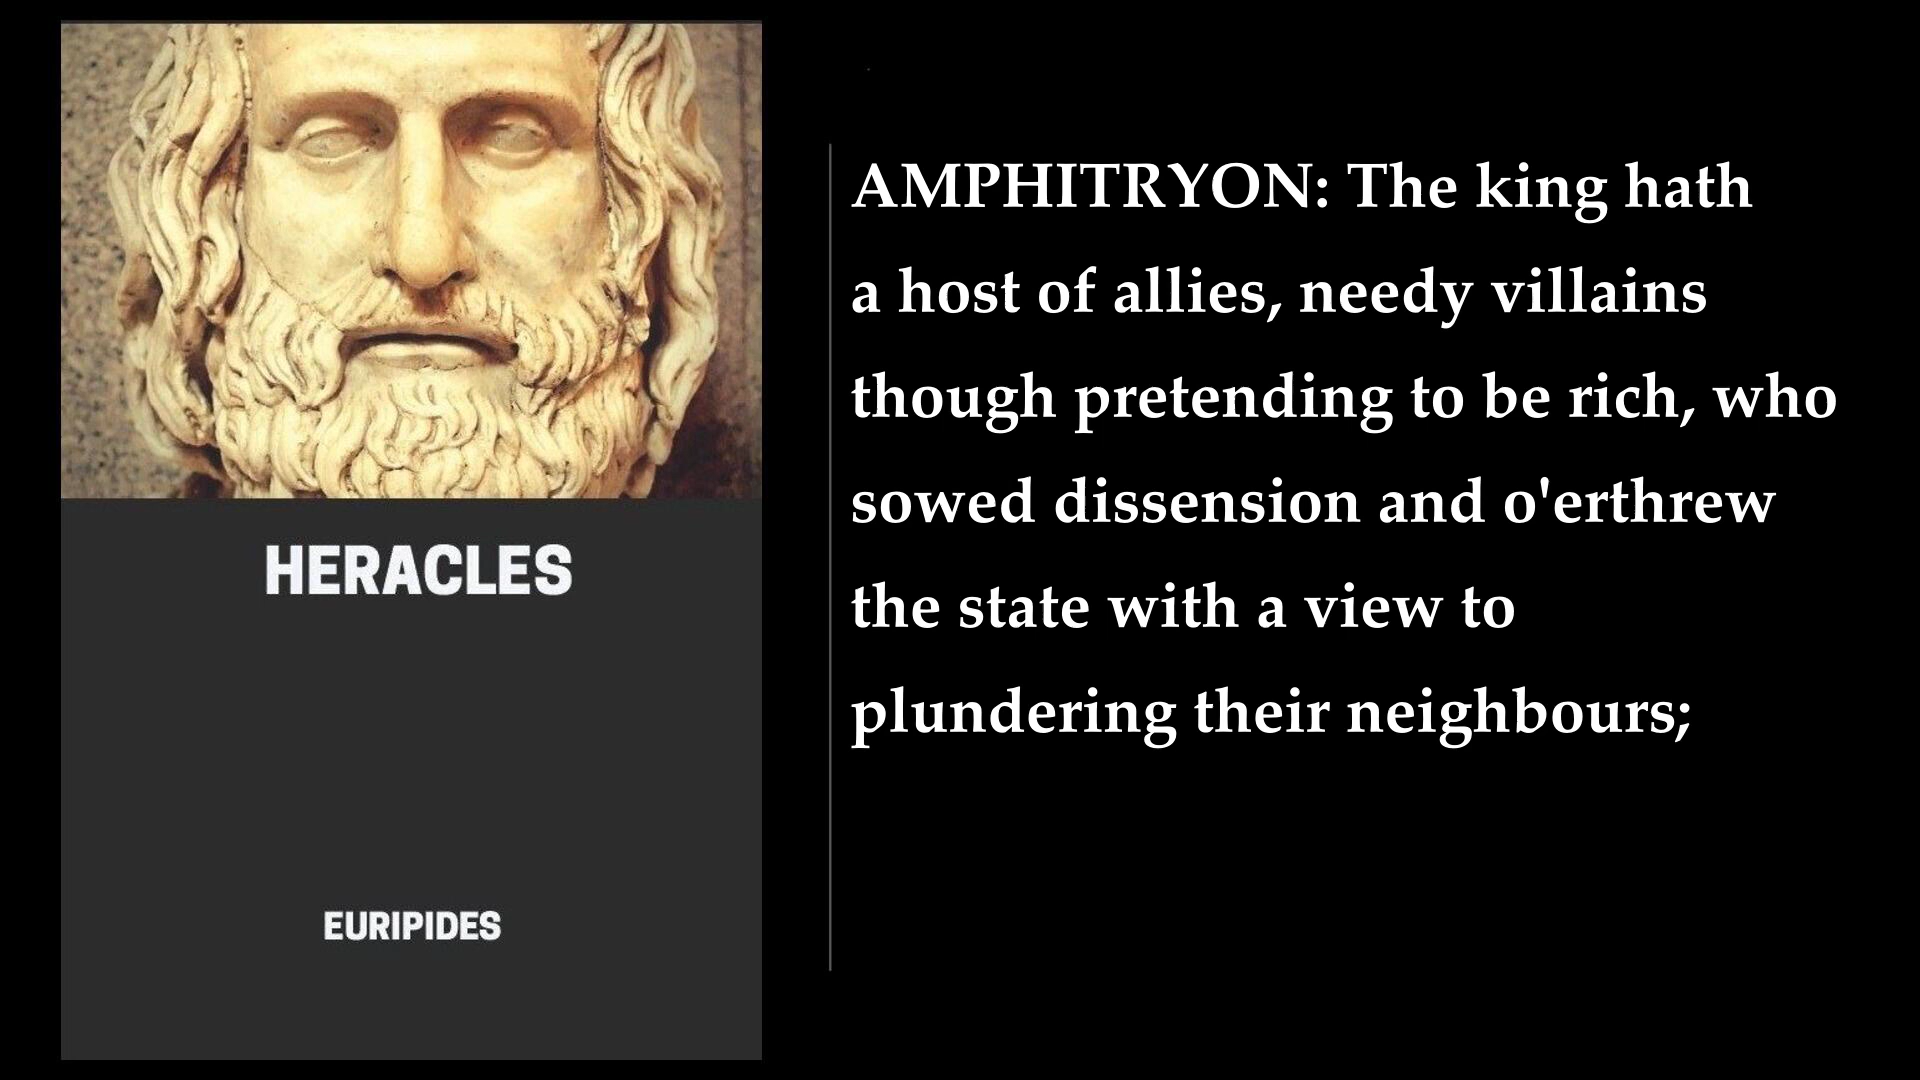 HERACLES
EURIPIDES
AMPHITRYON: The king hath
a host of allies, needy villains
though pretending to be rich, who
sowed dissension and o'erthrew
the state with a view to
plundering their neighbours;